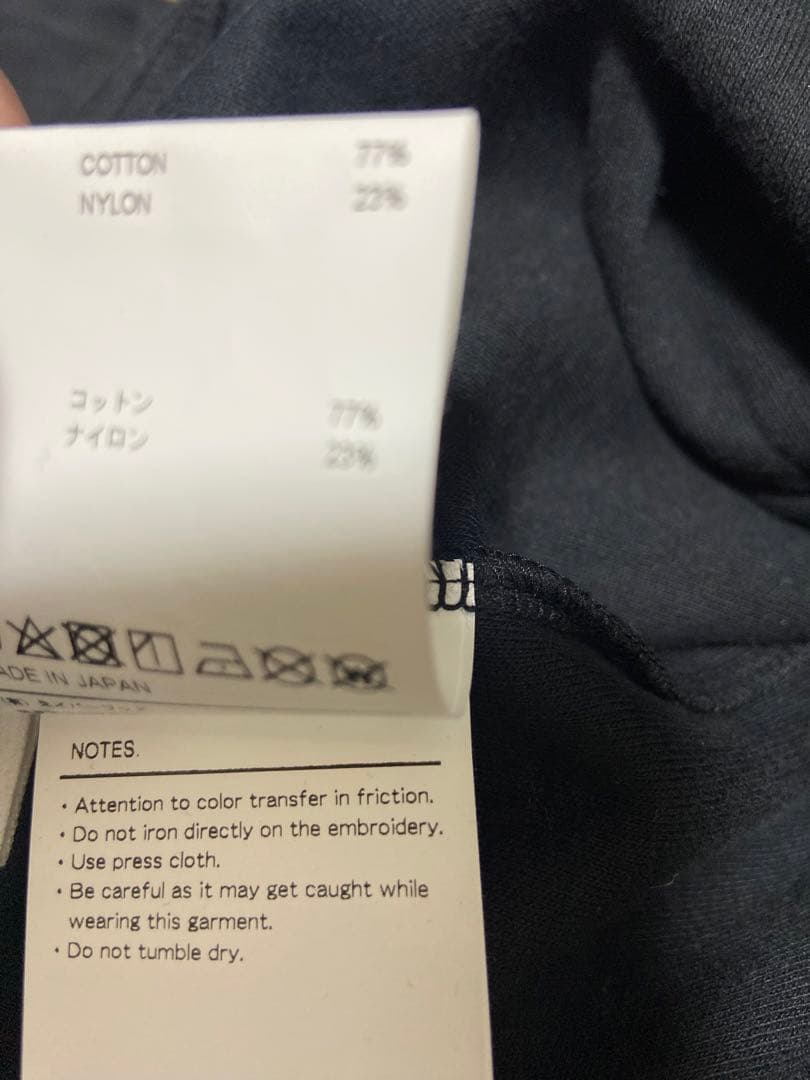 COTTON 77%
NYLON 23%
コットン 77%
ナイロン 23%
ADE IN JAPAN
NOTES.
・Attention to color transfer in friction.
・Do not iron directly on the embroidery.
・Use press cloth.
・Be careful as it may get caught while
wearing this garment.
・Do not tumble dry.